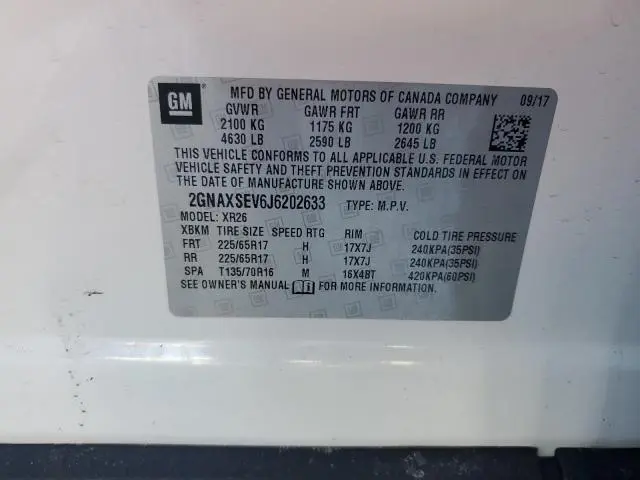 GM
MFD BY GENERAL MOTORS OF CANADA COMPANY 09/17
GVWR GAWR FRT GAWR RR
2100 KG 1175 KG 1200 KG
4630 LB 2590 LB 2645 LB
THIS VEHICLE CONFORMS TO ALL APPLICABLE U.S. FEDERAL MOTOR
VEHICLE SAFETY AND THEFT PREVENTION STANDARDS IN EFFECT ON
THE DATE OF MANUFACTURE SHOWN ABOVE.
2GNAXSEV6J6202633 TYPE: M.P.V.
MODEL: XR26
XBKM TIRE SIZE SPEED RTG RIM COLD TIRE PRESSURE
FRT 225/65R17 H 17X7J 240KPA(35PSI)
RR 225/65R17 H 17X7J 240KPA(35PSI)
SPA T135/70R16 M 16X4BT 420KPA(60PSI)
SEE OWNER'S MANUAL FOR MORE INFORMATION.